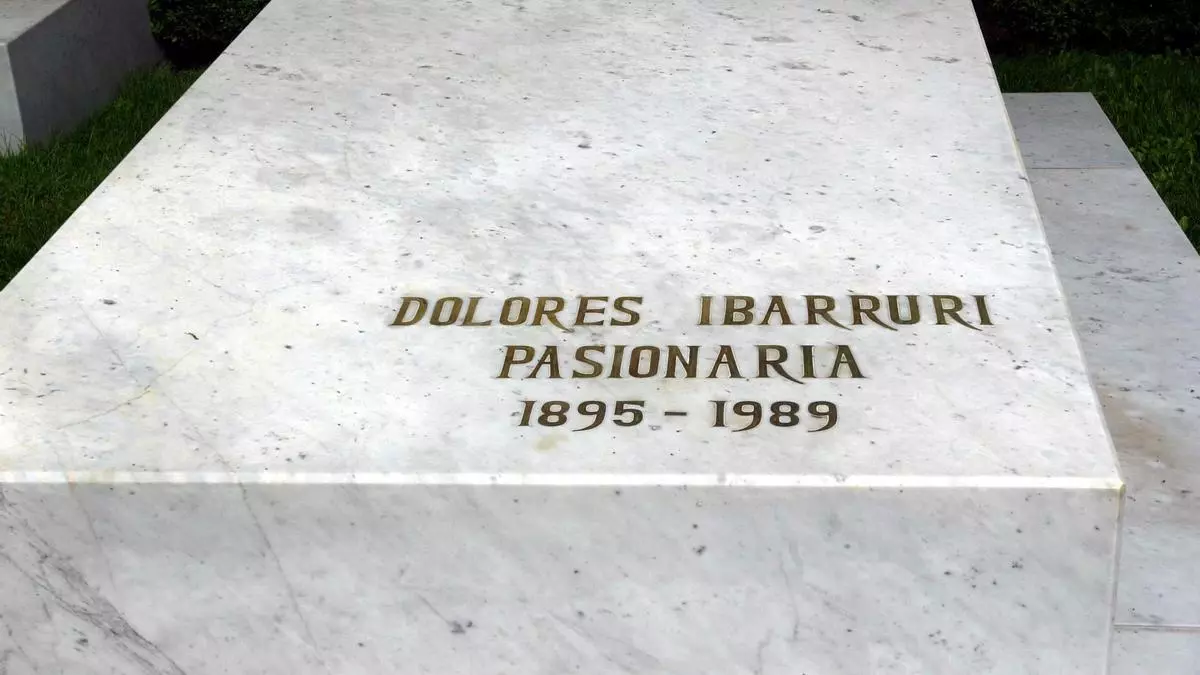 DOLORES IBARRURI
PASIONARIA
1895 - 1989